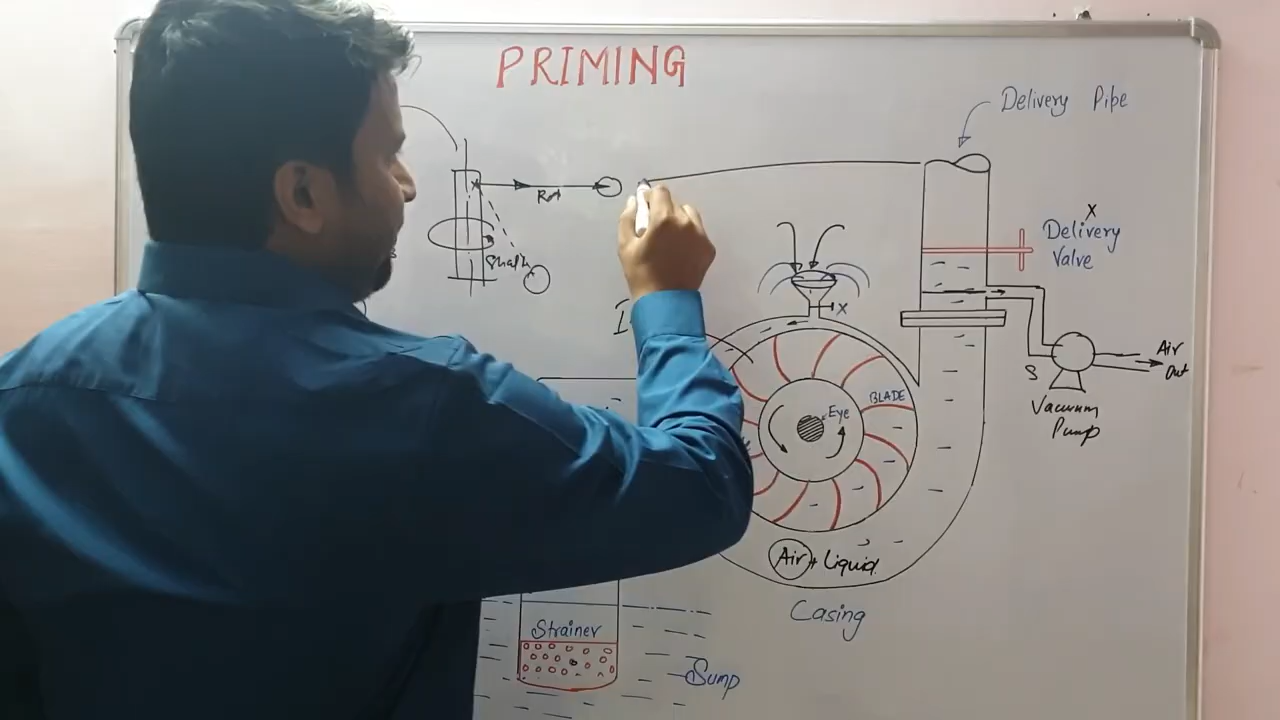 PRIMING
Delivery Pipe
X
Delivery
Valve
Shaft
X
I
BLADE
Eye
S
Air
Out
Vacuum
Pump
Air + Liquid
Casing
Strainer
Sump